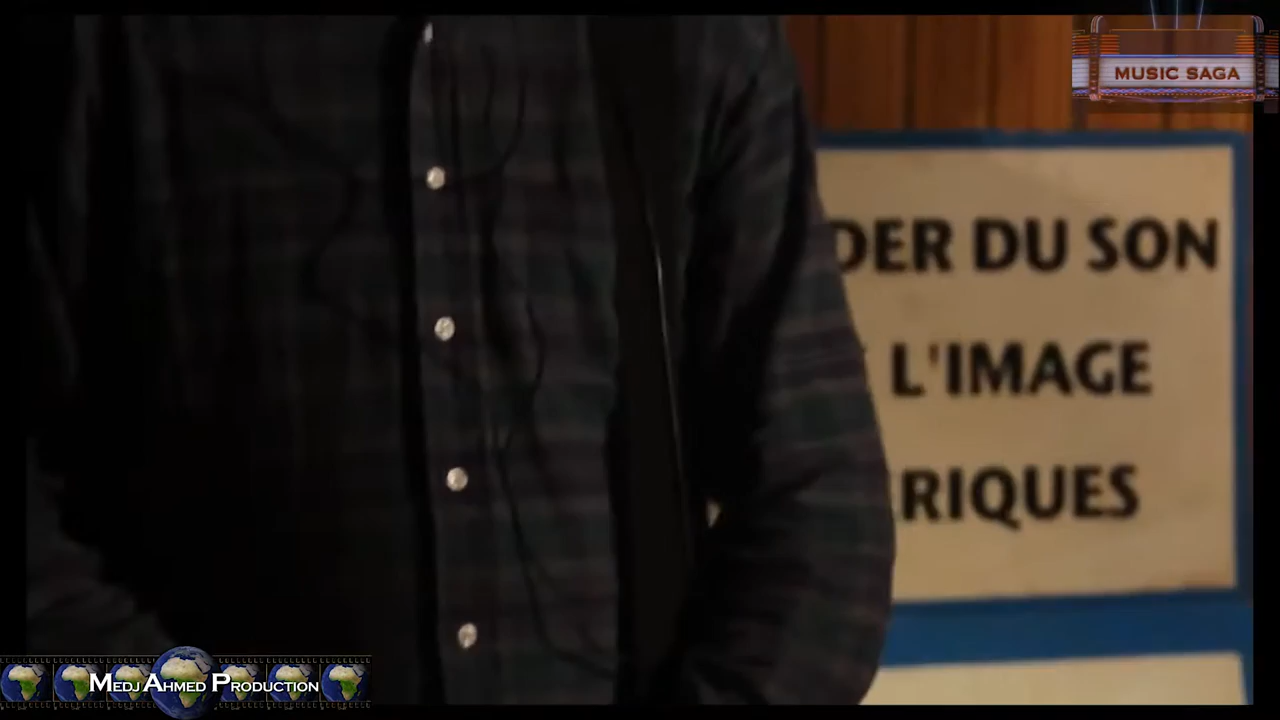 MUSIC SAGA
DER DU SON
L'IMAGE
RIQUES
MEDJ AHMED PRODUCTION